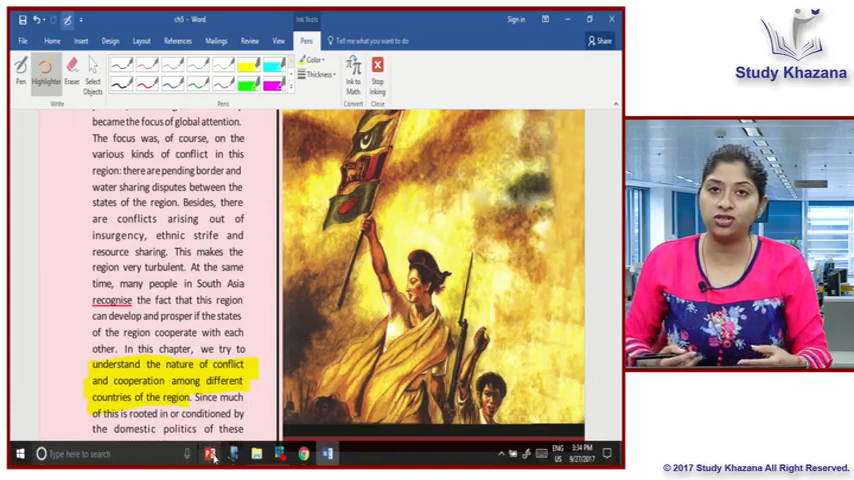 ch5 - Word
Ink Tools
Sign in
File
Home
Insert
Design
Layout
References
Mailings
Review
View
Pens
Tell me what you want to do
Share
Pen
Highlighter
Eraser
Select
Objects
Color
Thickness
Ink to
Math
Stop
Inking
Write
Pens
Convert
Close
became the focus of global attention.
The focus was, of course, on the
various kinds of conflict in this
region: there are pending border and
water sharing disputes between the
states of the region. Besides, there
are conflicts arising out of
insurgency, ethnic strife and
resource sharing. This makes the
region very turbulent. At the same
time, many people in South Asia
recognise the fact that this region
can develop and prosper if the states
of the region cooperate with each
other. In this chapter, we try to
understand the nature of conflict
and cooperation among different
countries of the region. Since much
of this is rooted in or conditioned by
the domestic politics of these
Type here to search
ENG
US
3:34 PM
9/27/2017
Study Khazana
© 2017 Study Khazana All Right Reserved.